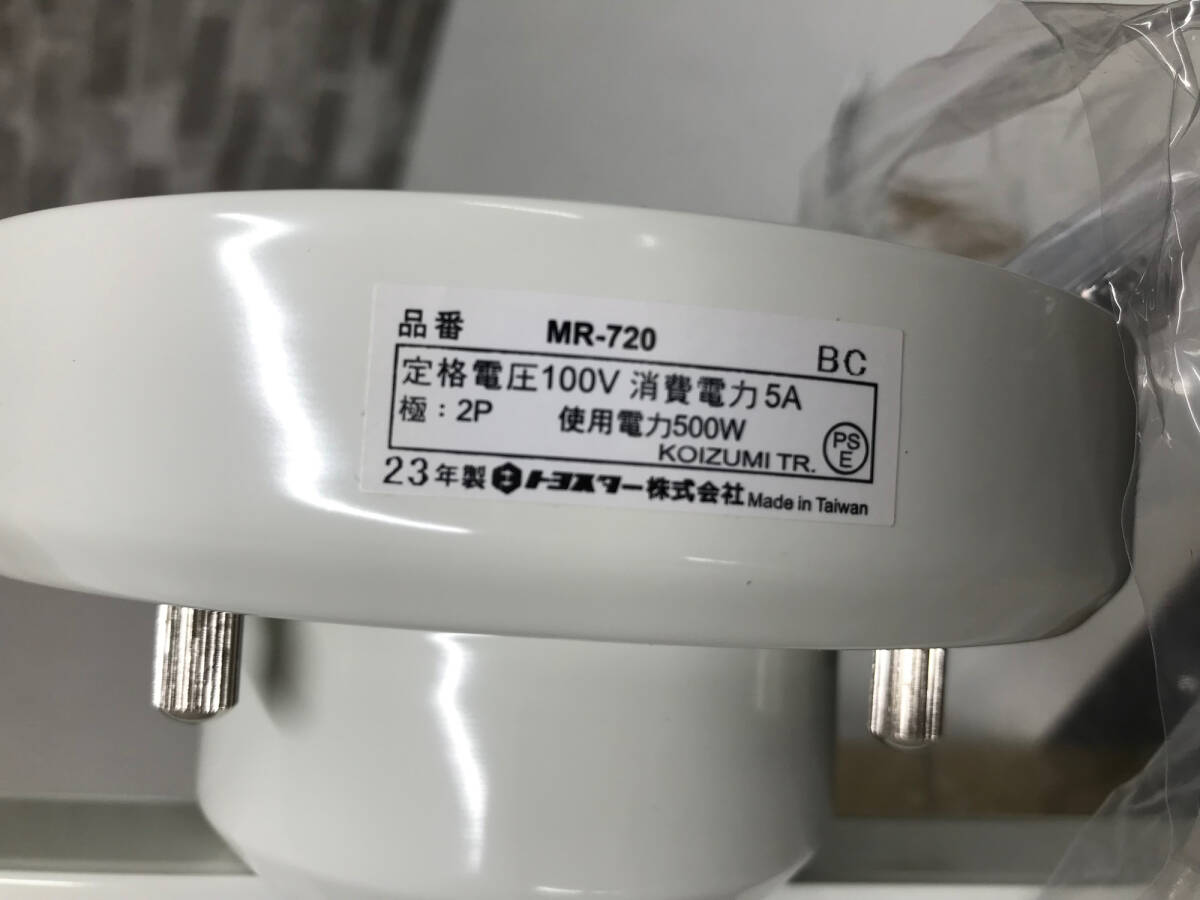 品番 MR-720 BC
定格電圧100V 消費電力5A
極：2P 使用電力500W
KOIZUMI TR.
PS
E
23年製 トヨスター株式会社 Made in Taiwan